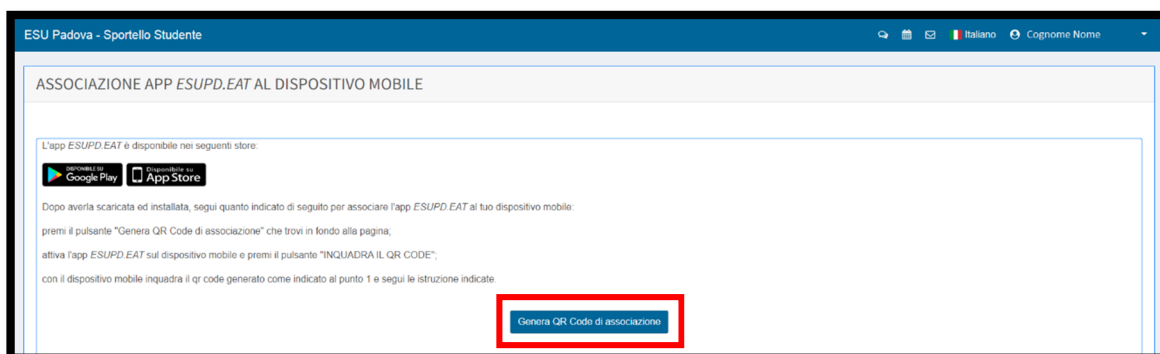 ESU Padova - Sportello Studente
Italiano
Cognome Nome
ASSOCIAZIONE APP ESUPD.EAT AL DISPOSITIVO MOBILE
L'app ESUPD.EAT è disponibile nei seguenti store:
DISPONIBILE SU
Google Play
Disponibile su
App Store
Dopo averla scaricata ed installata, segui quanto indicato di seguito per associare l'app ESUPD.EAT al tuo dispositivo mobile:
premi il pulsante "Genera QR Code di associazione" che trovi in fondo alla pagina;
attiva l'app ESUPD.EAT sul dispositivo mobile e premi il pulsante "INQUADRA IL QR CODE";
con il dispositivo mobile inquadra il qr code generato come indicato al punto 1 e segui le istruzione indicate.
Genera QR Code di associazione